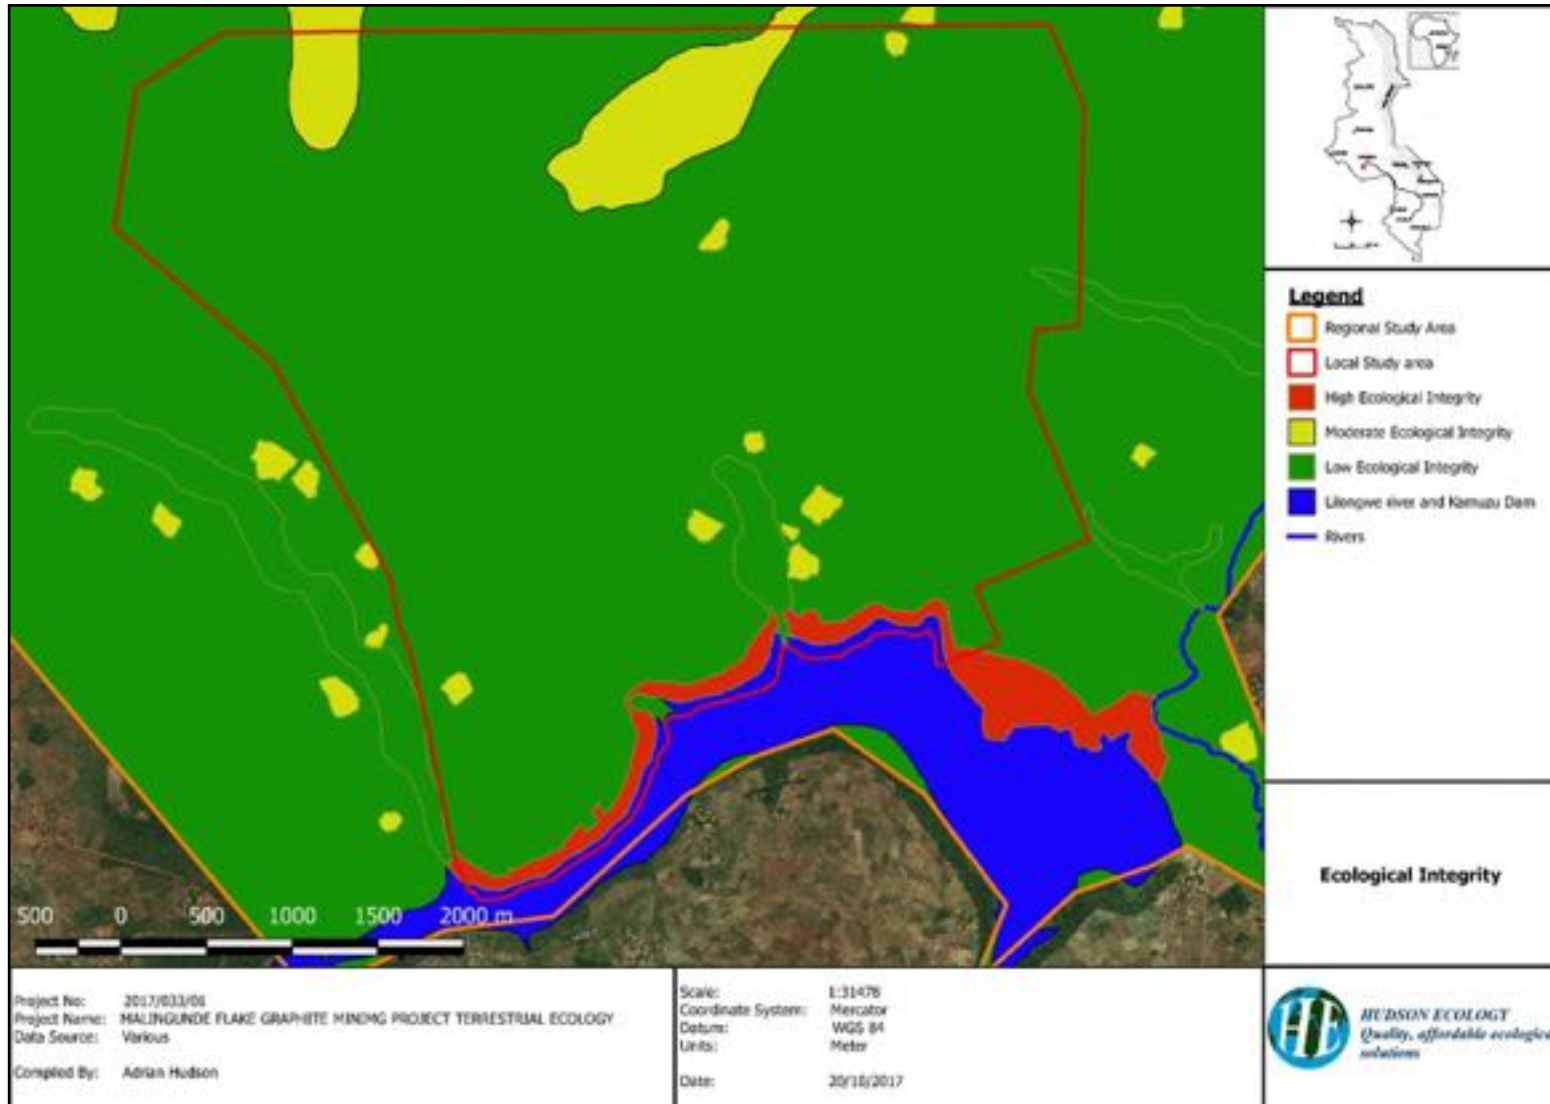 500 0 500 1000 1500 2000 m
Legend
Regional Study Area
Local Study area
High Ecological Integrity
Moderate Ecological Integrity
Low Ecological Integrity
Lilongwe river and Kamuzu Dam
Rivers
Ecological Integrity
Project No: 2017/033/01
Project Name: MALINGUNDE FLAKE GRAPHITE MINING PROJECT TERRESTRIAL ECOLOGY
Data Source: Various
Compiled By: Adrian Hudson
Scale: 1:31478
Coordinate System: Mercator
Datum: WGS 84
Units: Meter
Date: 20/10/2017
HE
HUDSON ECOLOGY
Quality, affordable ecologica
solutions